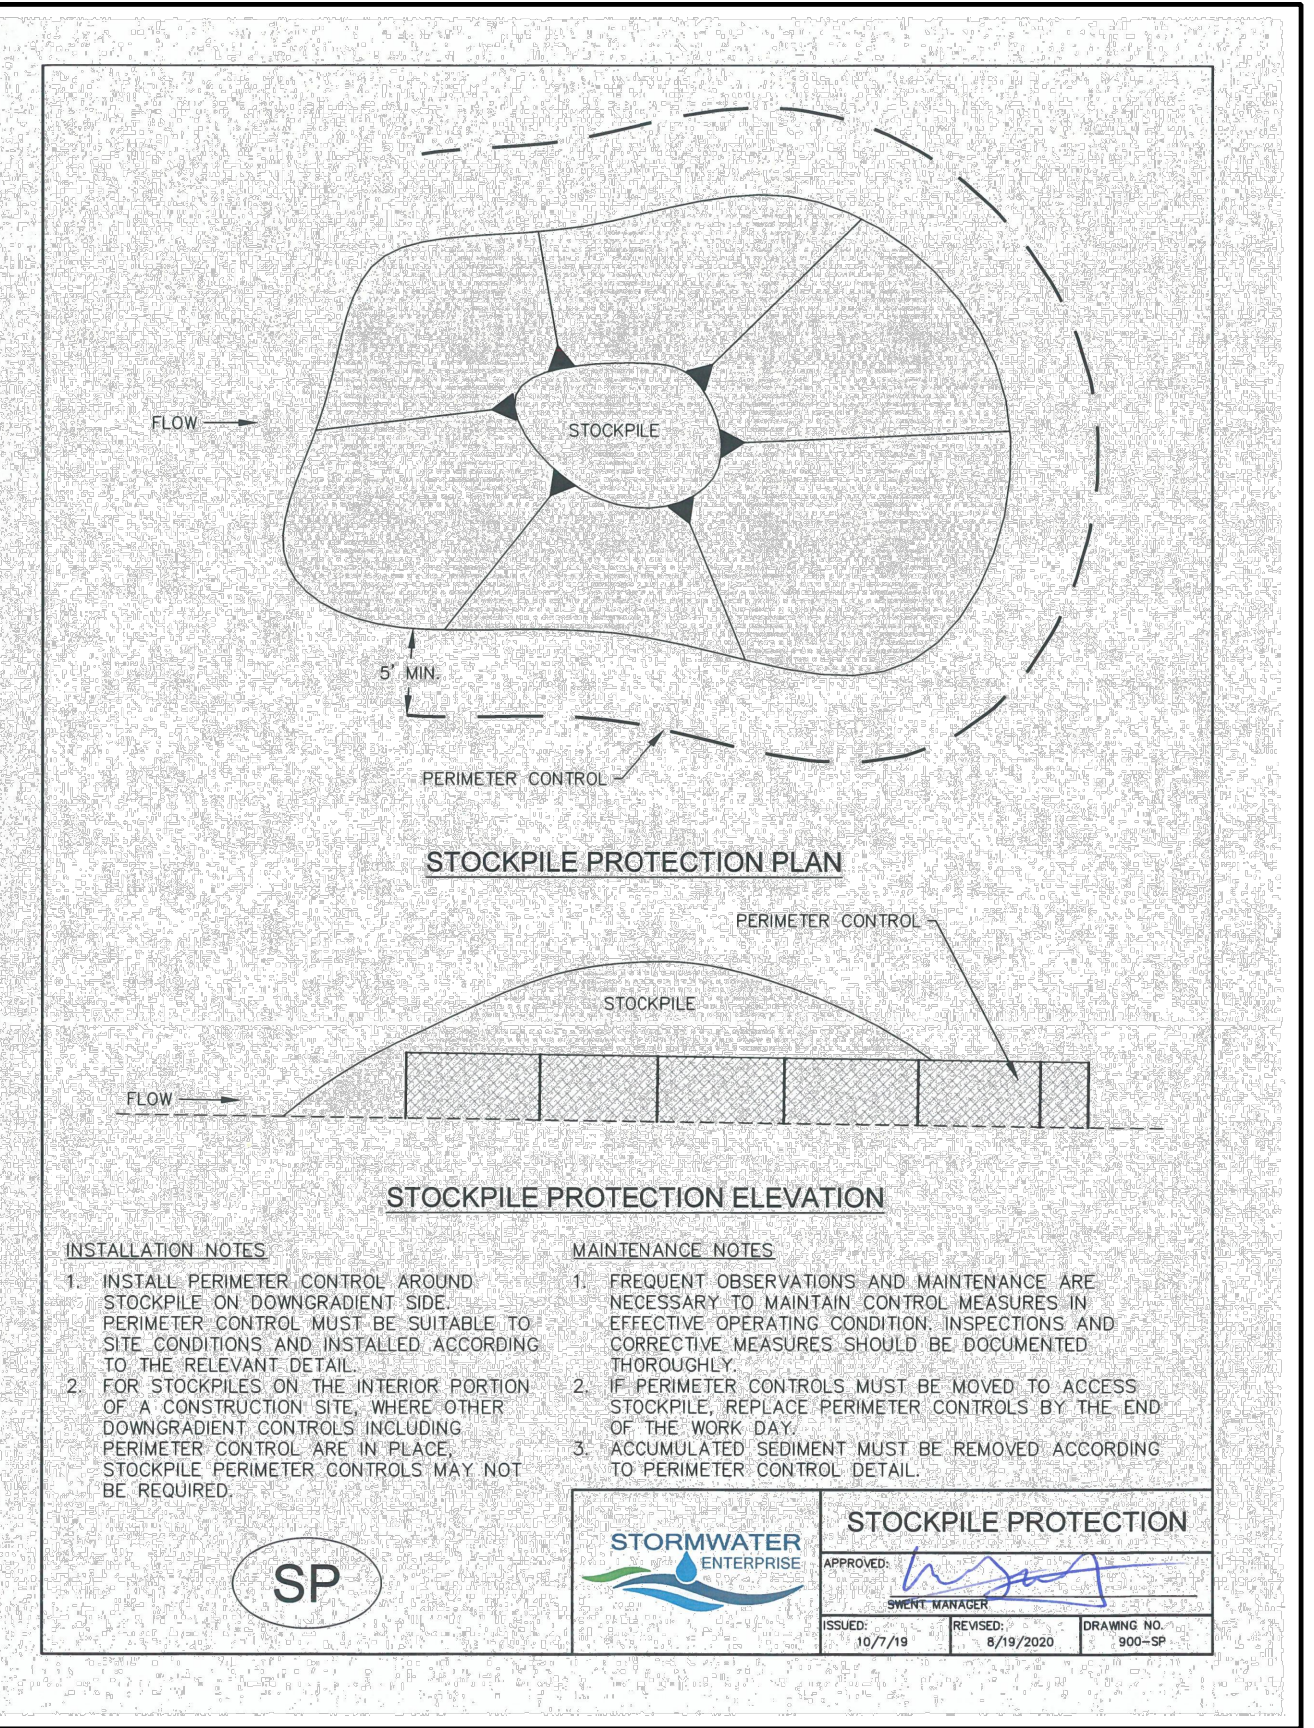 FLOW
STOCKPILE
5' MIN.
PERIMETER CONTROL
STOCKPILE PROTECTION PLAN
PERIMETER CONTROL
STOCKPILE
FLOW
STOCKPILE PROTECTION ELEVATION
INSTALLATION NOTES
1. INSTALL PERIMETER CONTROL AROUND
STOCKPILE ON DOWNGRADIENT SIDE.
PERIMETER CONTROL MUST BE SUITABLE TO
SITE CONDITIONS AND INSTALLED ACCORDING
TO THE RELEVANT DETAIL.
2. FOR STOCKPILES ON THE INTERIOR PORTION
OF A CONSTRUCTION SITE, WHERE OTHER
DOWNGRADIENT CONTROLS INCLUDING
PERIMETER CONTROL ARE IN PLACE,
STOCKPILE PERIMETER CONTROLS MAY NOT
BE REQUIRED.
MAINTENANCE NOTES
1. FREQUENT OBSERVATIONS AND MAINTENANCE ARE
NECESSARY TO MAINTAIN CONTROL MEASURES IN
EFFECTIVE OPERATING CONDITION. INSPECTIONS AND
CORRECTIVE MEASURES SHOULD BE DOCUMENTED
THOROUGHLY.
2. IF PERIMETER CONTROLS MUST BE MOVED TO ACCESS
STOCKPILE, REPLACE PERIMETER CONTROLS BY THE END
OF THE WORK DAY.
3. ACCUMULATED SEDIMENT MUST BE REMOVED ACCORDING
TO PERIMETER CONTROL DETAIL.
SP
STORMWATER
ENTERPRISE
STOCKPILE PROTECTION
APPROVED:
SWENT MANAGER
ISSUED:
10/7/19
REVISED:
8/19/2020
DRAWING NO.
900-SP